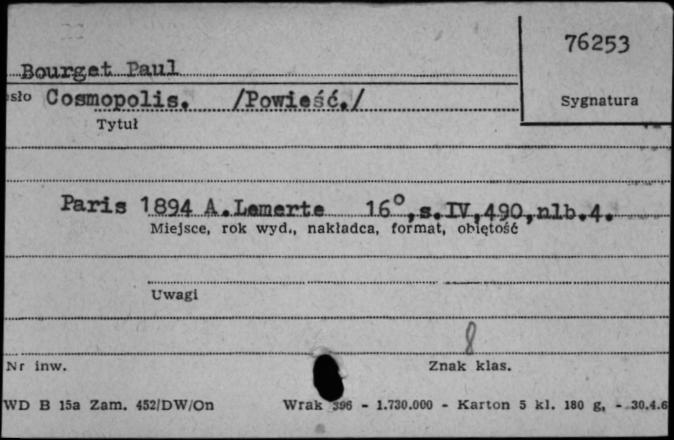 76253
Bourget Paul
sło Cosmopolis. /Powieść./
Sygnatura
Tytuł
Paris 1894 A.Lemerte 16°,s.IV,490,nlb.4.
Miejsce, rok wyd., nakładca, format, objętość
Uwagi
8
Nr inw. Znak klas.
WD B 15a Zam. 452/DW/On Wrak 396 - 1.730.000 - Karton 5 kl. 180 g, - 30.4.6